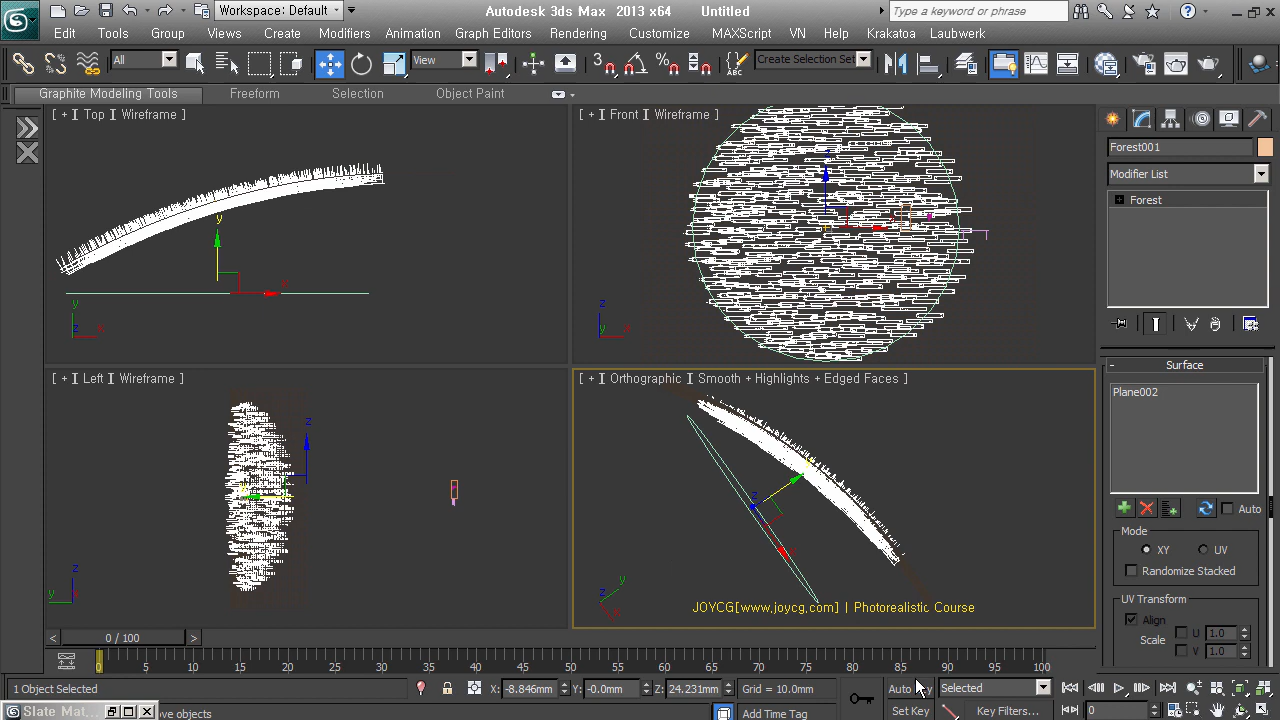 Workspace: Default
Autodesk 3ds Max 2013 x64 Untitled
Type a keyword or phrase
Edit Tools Group Views Create Modifiers Animation Graph Editors Rendering Customize MAXScript VN Help Krakatoa Laubwerk
All
View
3
Create Selection Set
Graphite Modeling Tools Freeform Selection Object Paint
[ + ] Top ] Wireframe ]
[ + ] Front ] Wireframe ]
[ + ] Left ] Wireframe ]
[ + ] Orthographic ] Smooth + Highlights + Edged Faces ]
JOYCG[www.joycg.com] | Photorealistic Course
Forest001
Modifier List
Forest
Surface
Plane002
Auto
Mode
XY UV
Randomize Stacked
UV Transform
Align
Scale U 1.0
V 1.0
< 0 / 100 >
0 5 10 15 20 25 30 35 40 45 50 55 60 65 70 75 80 85 90 95 100
1 Object Selected
X: -8.846mm Y: -0.0mm Z: 24.231mm Grid = 10.0mm
Auto Key Selected
Slate Mat...
ove objects
Add Time Tag
Set Key
Key Filters...
0